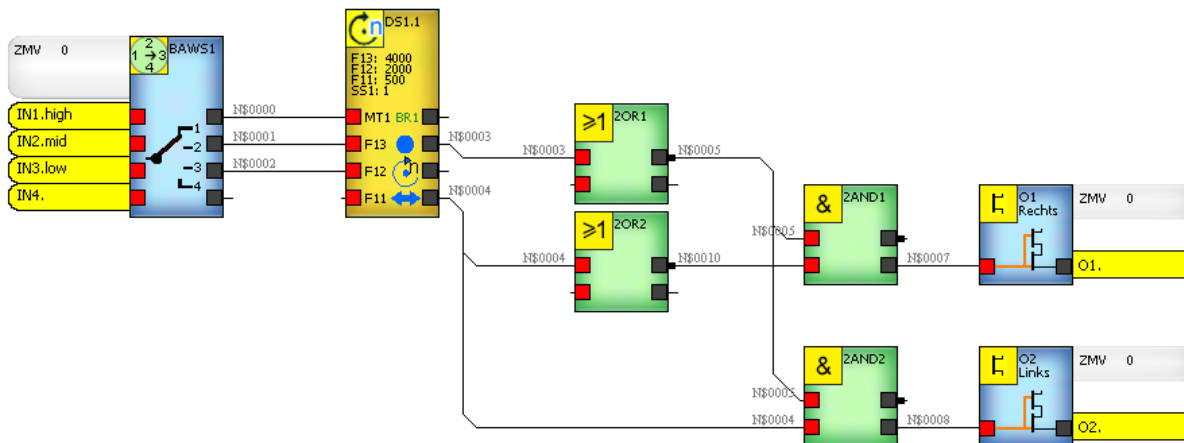 ZMV 0
1 2 3 4
BAWS1
IN1.high
IN2.mid
IN3.low
IN4.
1
2
3
4
N$0000
N$0001
N$0002
n
DS1.1
F13: 4000
F12: 2000
F11: 500
SS1: 1
MT1 BR1
F13
F12 n
F11
N$0003
N$0004
≥1 2OR1
N$0003
N$0005
≥1 2OR2
N$0004
N$0010
& 2AND1
N$0005
N$0007
& 2AND2
N$0005
N$0004
N$0008
O1
Rechts
ZMV 0
O1.
O2
Links
ZMV 0
O2.